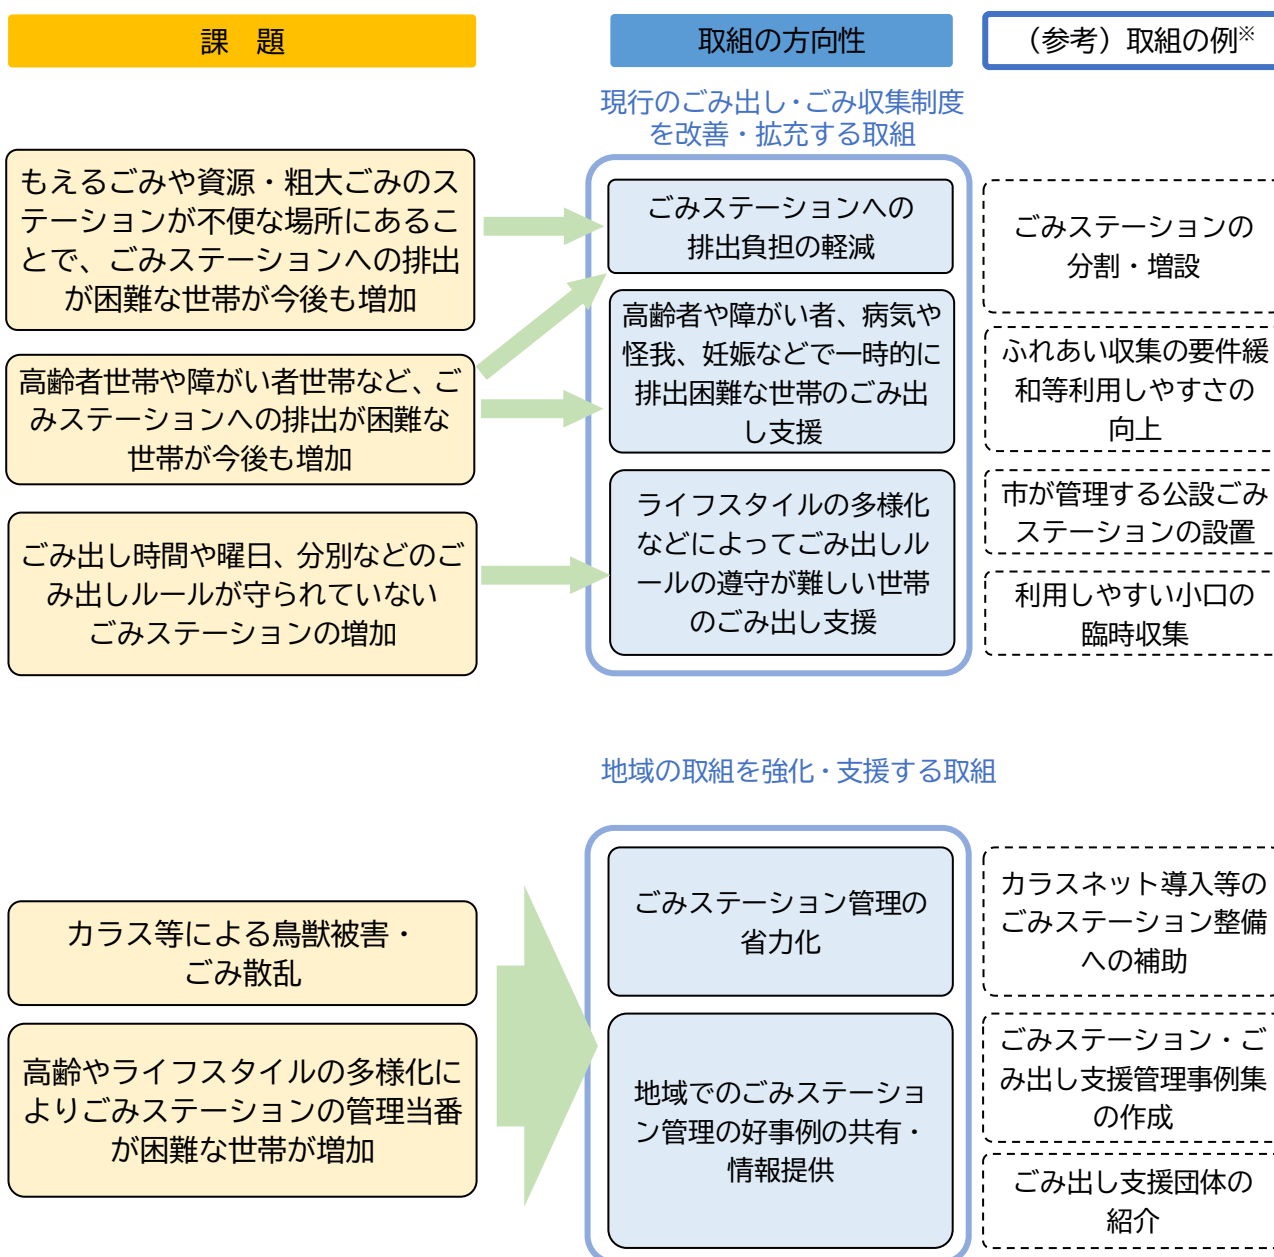 課　題
取組の方向性
（参考）取組の例※
現行のごみ出し・ごみ収集制度
を改善・拡充する取組
もえるごみや資源・粗大ごみのス
テーションが不便な場所にあるこ
とで、ごみステーションへの排出
が困難な世帯が今後も増加
高齢者世帯や障がい者世帯など、ご
みステーションへの排出が困難な
世帯が今後も増加
ごみ出し時間や曜日、分別などのご
み出しルールが守られていない
ごみステーションの増加
ごみステーションへの
排出負担の軽減
高齢者や障がい者、病気や
怪我、妊娠などで一時的に
排出困難な世帯のごみ出
し支援
ライフスタイルの多様化
などによってごみ出しル
ールの遵守が難しい世帯
のごみ出し支援
ごみステーションの
分割・増設
ふれあい収集の要件緩
和等利用しやすさの
向上
市が管理する公設ごみ
ステーションの設置
利用しやすい小口の
臨時収集
地域の取組を強化・支援する取組
カラス等による鳥獣被害・
ごみ散乱
高齢やライフスタイルの多様化に
よりごみステーションの管理当番
が困難な世帯が増加
ごみステーション管理の
省力化
地域でのごみステーショ
ン管理の好事例の共有・
情報提供
カラスネット導入等の
ごみステーション整備
への補助
ごみステーション・ご
み出し支援管理事例集
の作成
ごみ出し支援団体の
紹介